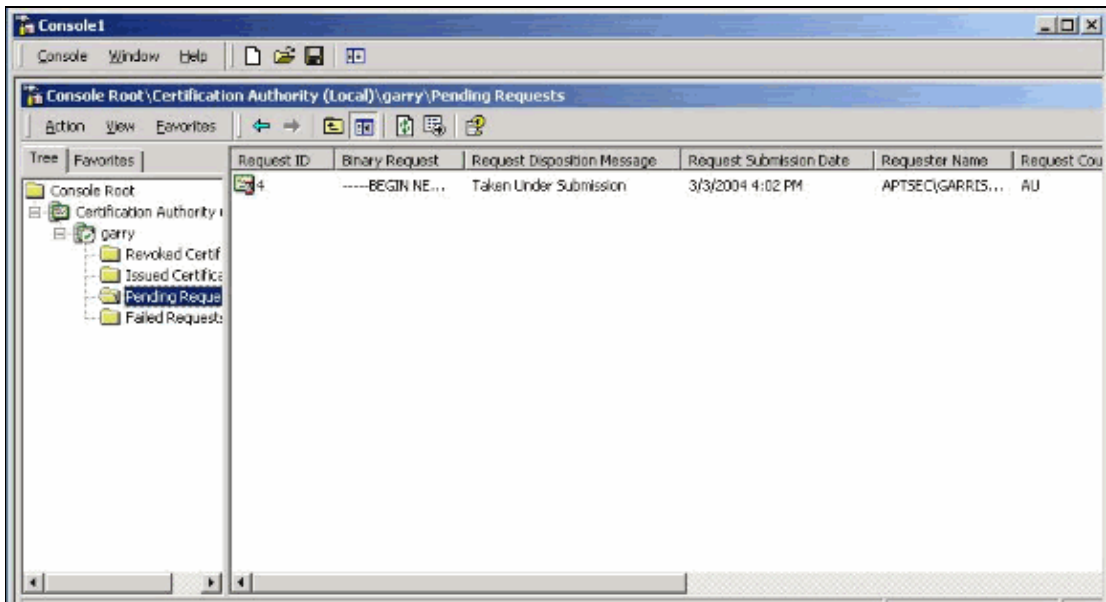 Console1
Console Window Help
Console Root\Certification Authority (Local)\garry\Pending Requests
Action View Favorites
Tree Favorites
Request ID Binary Request Request Disposition Message Request Submission Date Requester Name Request Cou
4 -----BEGIN NE... Taken Under Submission 3/3/2004 4:02 PM APTSEC\GARRIS... AU
Console Root
Certification Authority (
garry
Revoked Certif
Issued Certifica
Pending Reque
Failed Requests